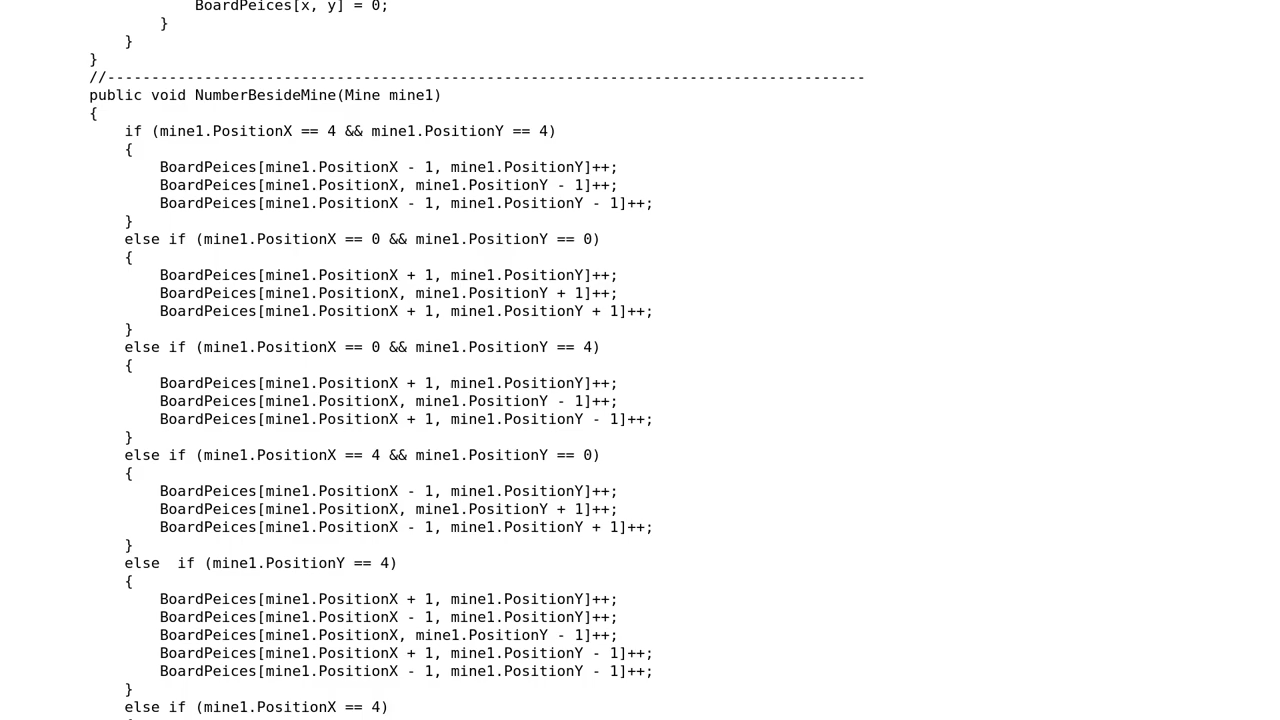 BoardPeices[x, y] = 0;
}
}
}
//--------------------------------------------------------------------------------------
public void NumberBesideMine(Mine mine1)
{
if (mine1.PositionX == 4 && mine1.PositionY == 4)
{
BoardPeices[mine1.PositionX - 1, mine1.PositionY]++;
BoardPeices[mine1.PositionX, mine1.PositionY - 1]++;
BoardPeices[mine1.PositionX - 1, mine1.PositionY - 1]++;
}
else if (mine1.PositionX == 0 && mine1.PositionY == 0)
{
BoardPeices[mine1.PositionX + 1, mine1.PositionY]++;
BoardPeices[mine1.PositionX, mine1.PositionY + 1]++;
BoardPeices[mine1.PositionX + 1, mine1.PositionY + 1]++;
}
else if (mine1.PositionX == 0 && mine1.PositionY == 4)
{
BoardPeices[mine1.PositionX + 1, mine1.PositionY]++;
BoardPeices[mine1.PositionX, mine1.PositionY - 1]++;
BoardPeices[mine1.PositionX + 1, mine1.PositionY - 1]++;
}
else if (mine1.PositionX == 4 && mine1.PositionY == 0)
{
BoardPeices[mine1.PositionX - 1, mine1.PositionY]++;
BoardPeices[mine1.PositionX, mine1.PositionY + 1]++;
BoardPeices[mine1.PositionX - 1, mine1.PositionY + 1]++;
}
else  if (mine1.PositionY == 4)
{
BoardPeices[mine1.PositionX + 1, mine1.PositionY]++;
BoardPeices[mine1.PositionX - 1, mine1.PositionY]++;
BoardPeices[mine1.PositionX, mine1.PositionY - 1]++;
BoardPeices[mine1.PositionX + 1, mine1.PositionY - 1]++;
BoardPeices[mine1.PositionX - 1, mine1.PositionY - 1]++;
}
else if (mine1.PositionX == 4)